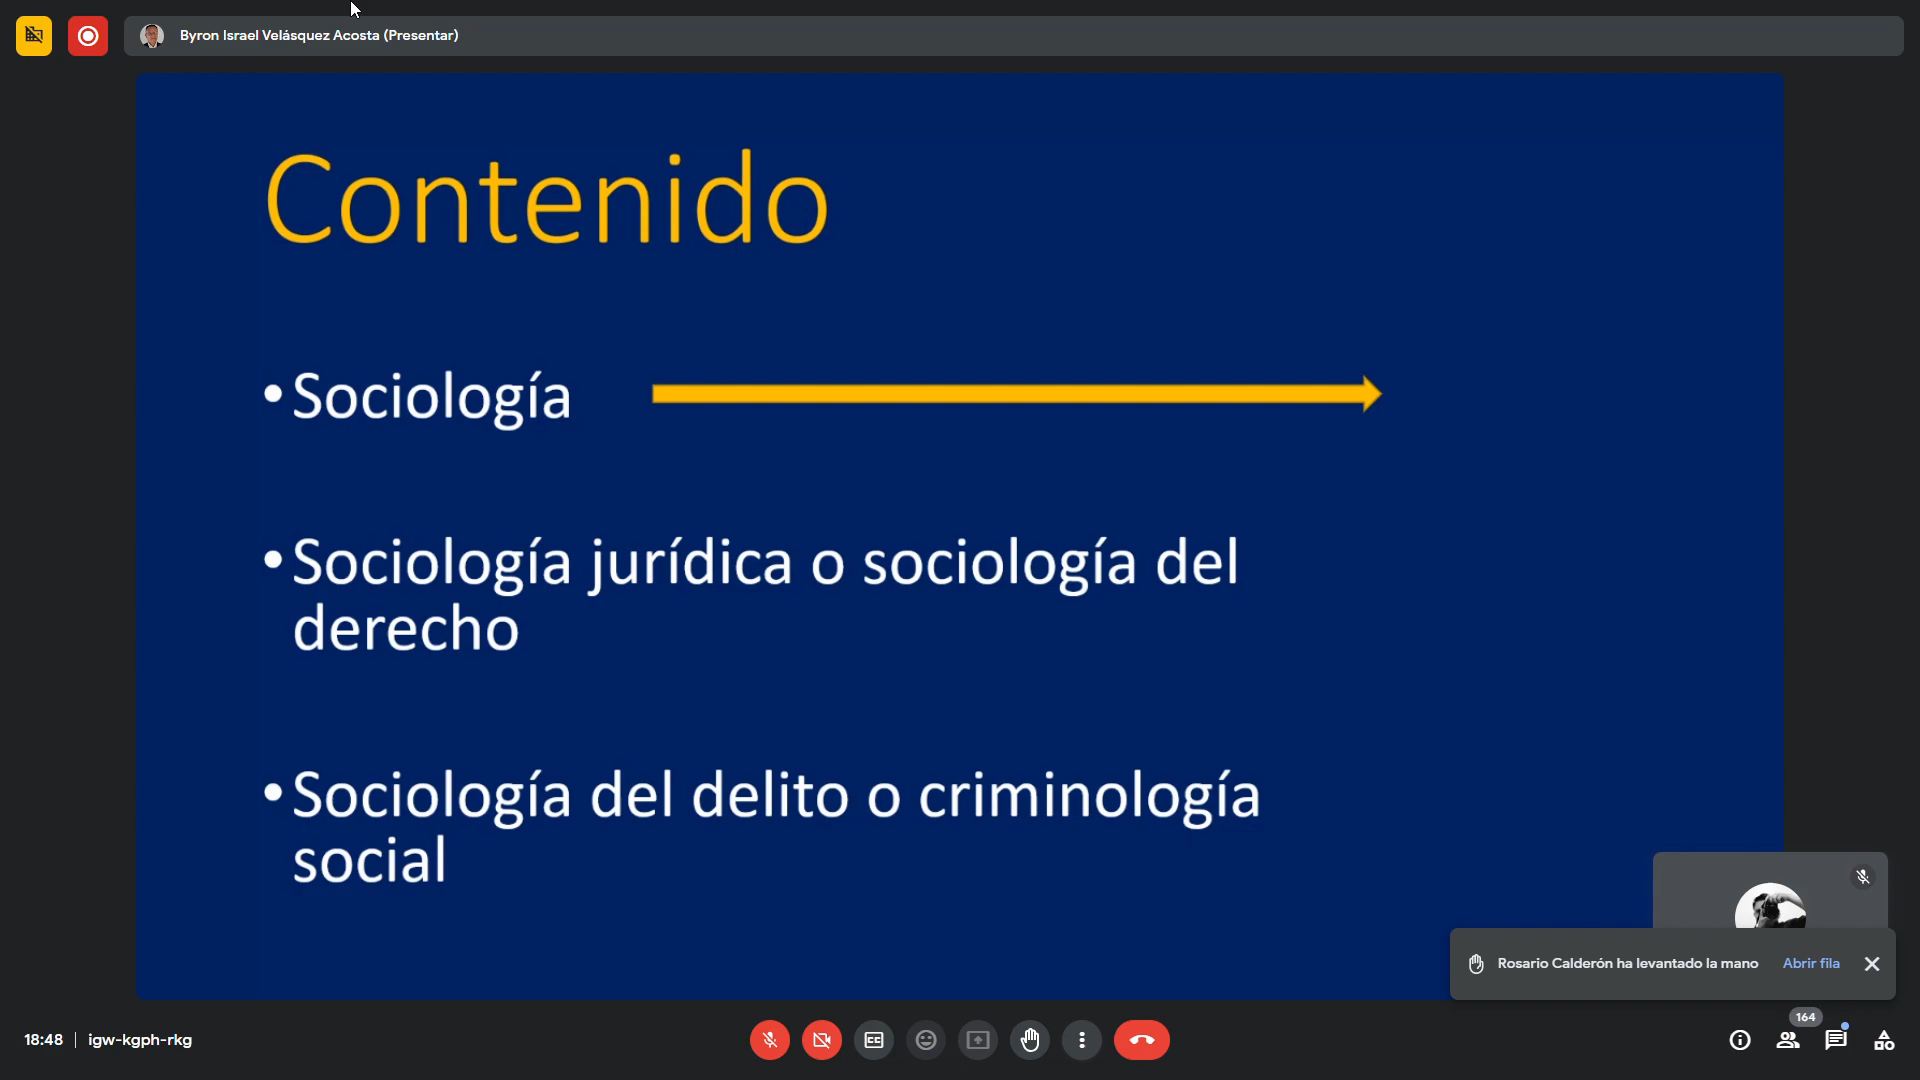 Byron Israel Velásquez Acosta (Presentar)
Contenido
• Sociología
• Sociología jurídica o sociología del
derecho
• Sociología del delito o criminología
social
Rosario Calderón ha levantado la mano Abrir fila
18:48 | igw-kgph-rkg
164